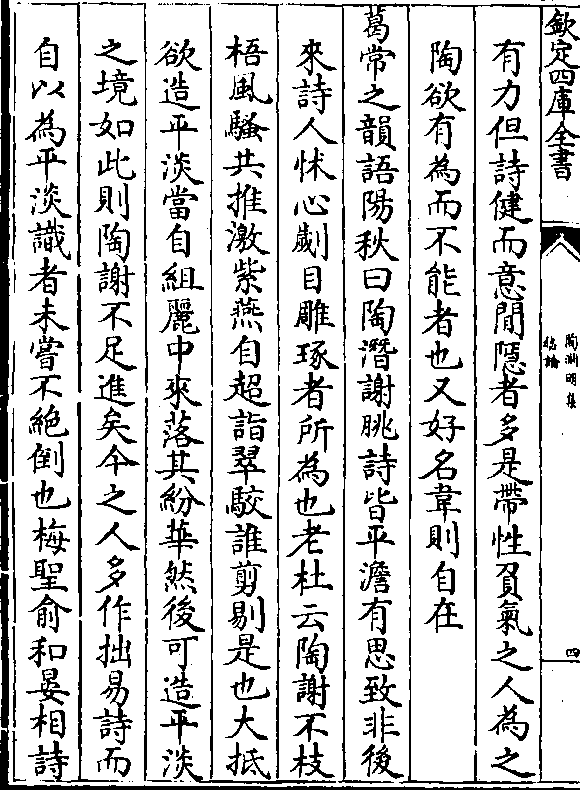 欽定四庫全書
陶淵明集
總論
四
有力但詩健而意閒隱者多是帶性負氣之人為之
陶欲有為而不能者也又好名韋則自在
葛常之韻語陽秋曰陶潛謝朓詩皆平澹有思致非後
來詩人怵心劌目雕琢者所為也老杜云陶謝不枝
梧風騷共推激紫燕自超詣翠駮誰剪剔是也大抵
欲造平淡當自組麗中來落其紛華然後可造平淡
之境如此則陶謝不足進矣今之人多作拙易詩而
自以為平淡識者未嘗不絶倒也梅聖俞和晏相詩